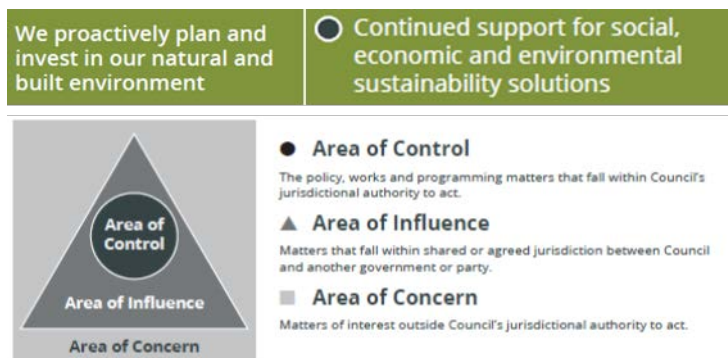 We proactively plan and
invest in our natural and
built environment
Continued support for social,
economic and environmental
sustainability solutions
Area of
Control
Area of Influence
Area of Concern
Area of Control
The policy, works and programming matters that fall within Council's
jurisdictional authority to act.
Area of Influence
Matters that fall within shared or agreed jurisdiction between Council
and another government or party.
Area of Concern
Matters of interest outside Council's jurisdictional authority to act.